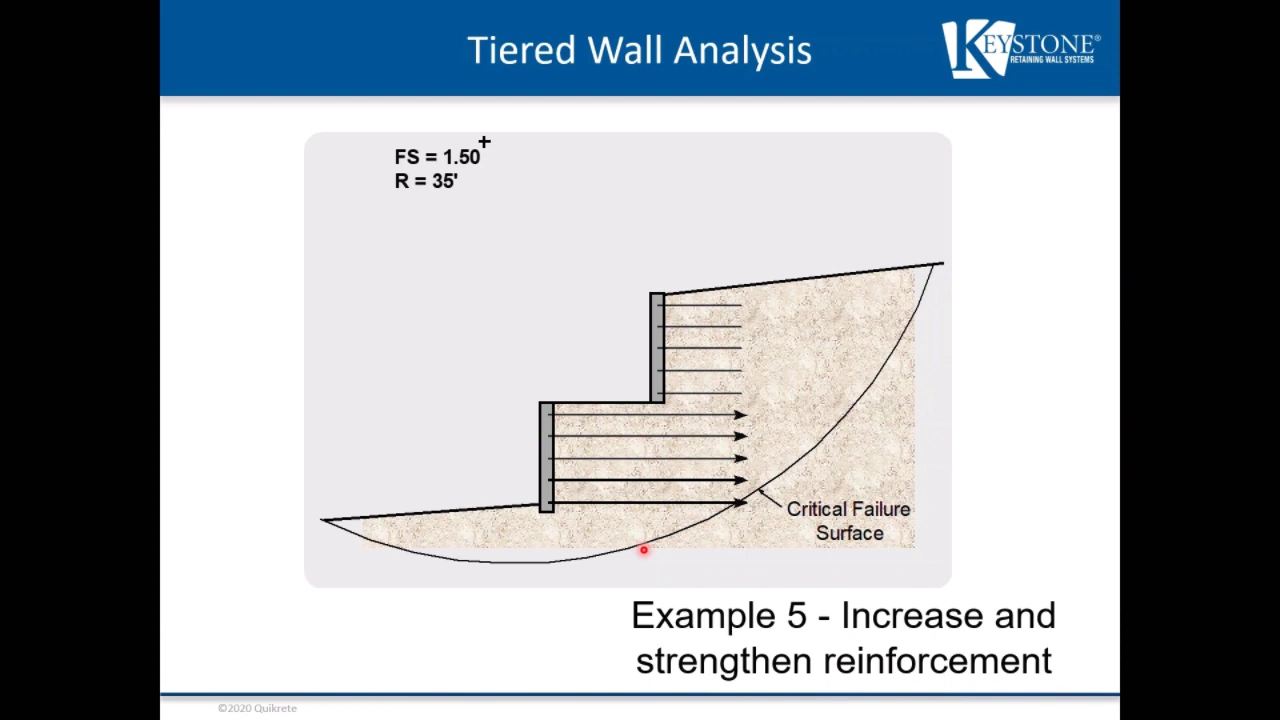 Tiered Wall Analysis
KEYSTONE®
RETAINING WALL SYSTEMS
FS = 1.50+
R = 35'
Critical Failure
Surface
Example 5 - Increase and
strengthen reinforcement
©2020 Quikrete